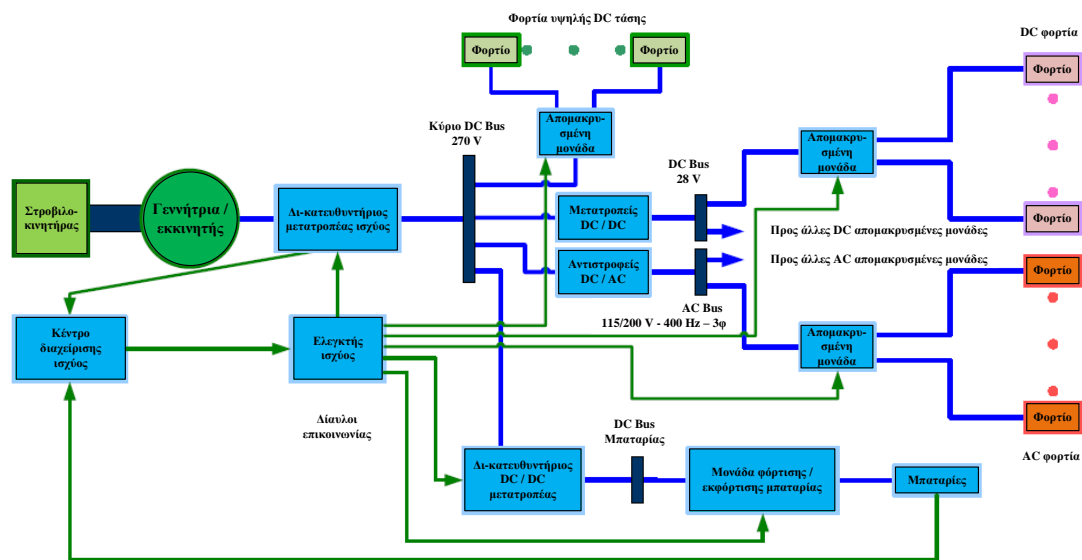 Φορτία υψηλής DC τάσης
Φορτίο
Φορτίο
DC φορτία
Φορτίο
Κύριο DC Bus
270 V
Απομακρυ-
σμένη
μονάδα
Απομακρυ-
σμένη
μονάδα
DC Bus
28 V
Στροβιλο-
κινητήρας
Γεννήτρια /
εκκινητής
Δι-κατευθυντήριος
μετατροπέας ισχύος
Μετατροπείς
DC / DC
Φορτίο
Προς άλλες DC απομακρυσμένες μονάδες
Αντιστροφείς
DC / AC
Προς άλλες AC απομακρυσμένες μονάδες
Φορτίο
AC Bus
115/200 V - 400 Hz – 3φ
Κέντρο
διαχείρισης
ισχύος
Ελεγκτής
ισχύος
Απομακρυ-
σμένη
μονάδα
Δίαυλοι
επικοινωνίας
DC Bus
Μπαταρίας
Φορτίο
AC φορτία
Δι-κατευθυντήριος
DC / DC
μετατροπέας
Μονάδα φόρτισης /
εκφόρτισης μπαταρίας
Μπαταρίες